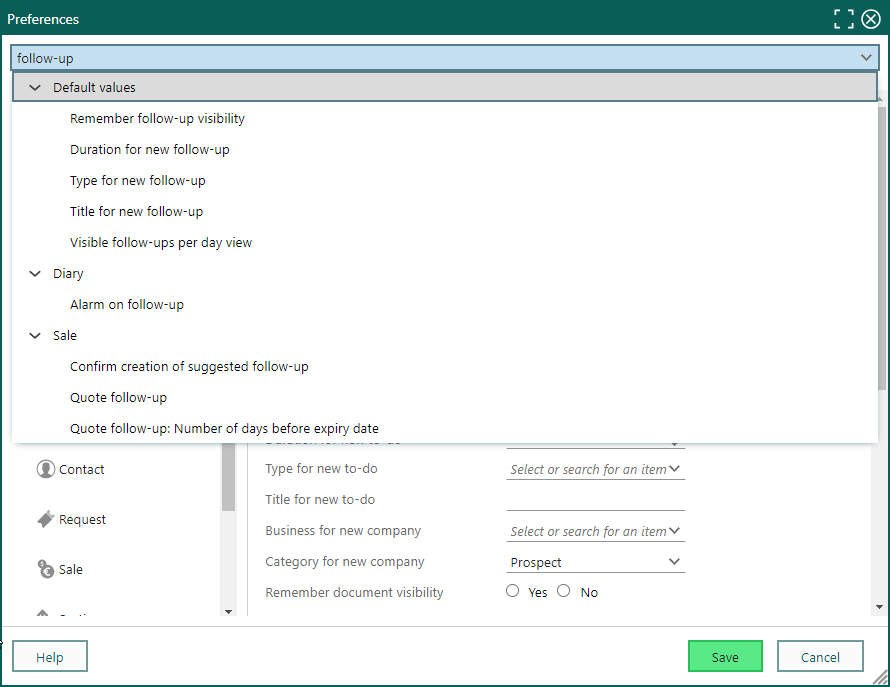 Preferences
follow-up
Default values
Remember follow-up visibility
Duration for new follow-up
Type for new follow-up
Title for new follow-up
Visible follow-ups per day view
Diary
Alarm on follow-up
Sale
Confirm creation of suggested follow-up
Quote follow-up
Quote follow-up: Number of days before expiry date
Contact
Request
Sale
Duration for new to-do
Type for new to-do Select or search for an item
Title for new to-do
Business for new company Select or search for an item
Category for new company Prospect
Remember document visibility Yes No
Help Save Cancel